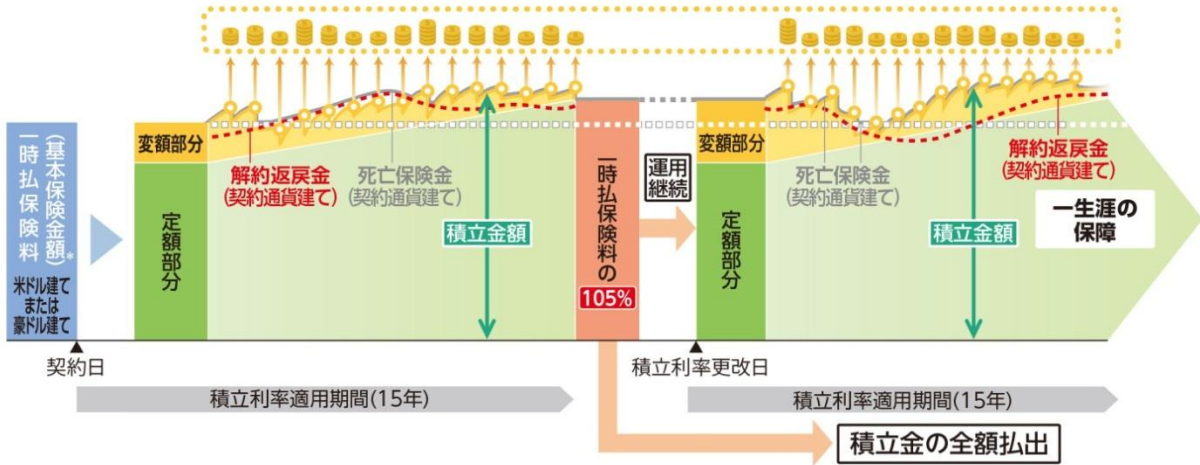 一時払保険料
(基本保険金額)*
米ドル建て
または
豪ドル建て
契約日
変額部分
定額部分
解約返戻金
(契約通貨建て)
死亡保険金
(契約通貨建て)
積立金額
積立利率適用期間(15年)
一時払保険料の
105%
運用
継続
積立利率更改日
変額部分
定額部分
死亡保険金
(契約通貨建て)
積立金額
解約返戻金
(契約通貨建て)
一生涯の
保障
積立利率適用期間(15年)
積立金の全額払出